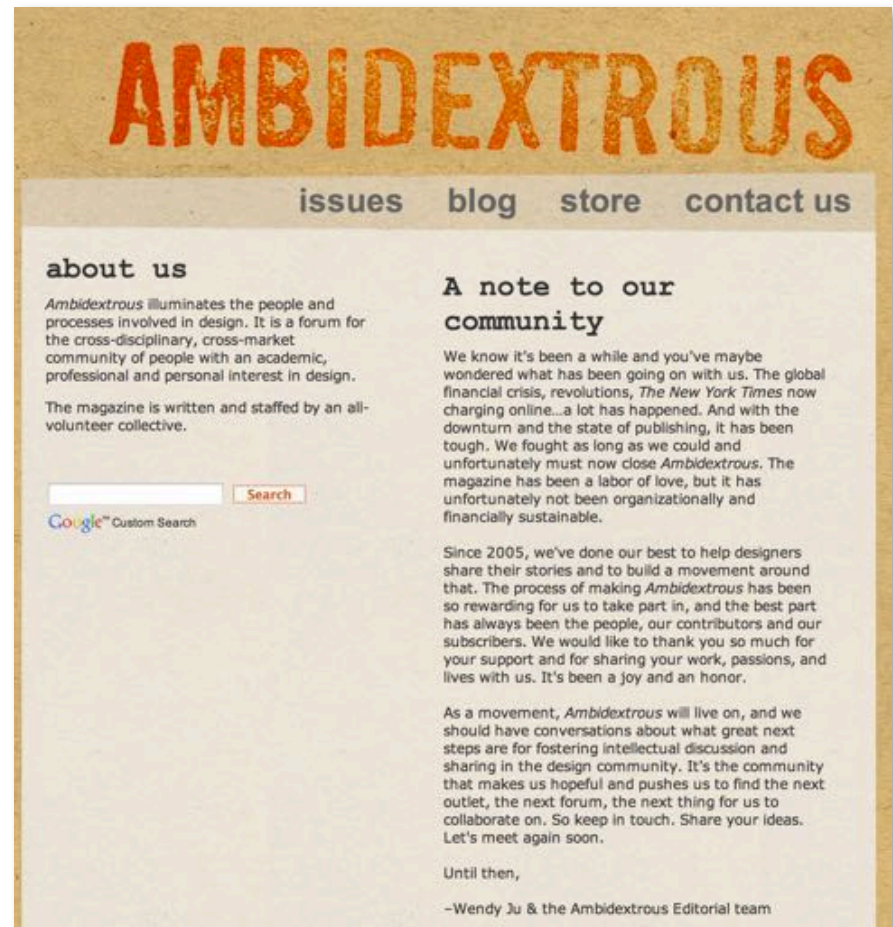 AMBIDEXTROUS
issues blog store contact us
about us
Ambidextrous illuminates the people and
processes involved in design. It is a forum for
the cross-disciplinary, cross-market
community of people with an academic,
professional and personal interest in design.
The magazine is written and staffed by an all-
volunteer collective.
Search
Google™ Custom Search
A note to our
community
We know it's been a while and you've maybe
wondered what has been going on with us. The global
financial crisis, revolutions, The New York Times now
charging online...a lot has happened. And with the
downturn and the state of publishing, it has been
tough. We fought as long as we could and
unfortunately must now close Ambidextrous. The
magazine has been a labor of love, but it has
unfortunately not been organizationally and
financially sustainable.
Since 2005, we've done our best to help designers
share their stories and to build a movement around
that. The process of making Ambidextrous has been
so rewarding for us to take part in, and the best part
has always been the people, our contributors and our
subscribers. We would like to thank you so much for
your support and for sharing your work, passions, and
lives with us. It's been a joy and an honor.
As a movement, Ambidextrous will live on, and we
should have conversations about what great next
steps are for fostering intellectual discussion and
sharing in the design community. It's the community
that makes us hopeful and pushes us to find the next
outlet, the next forum, the next thing for us to
collaborate on. So keep in touch. Share your ideas.
Let's meet again soon.
Until then,
–Wendy Ju & the Ambidextrous Editorial team